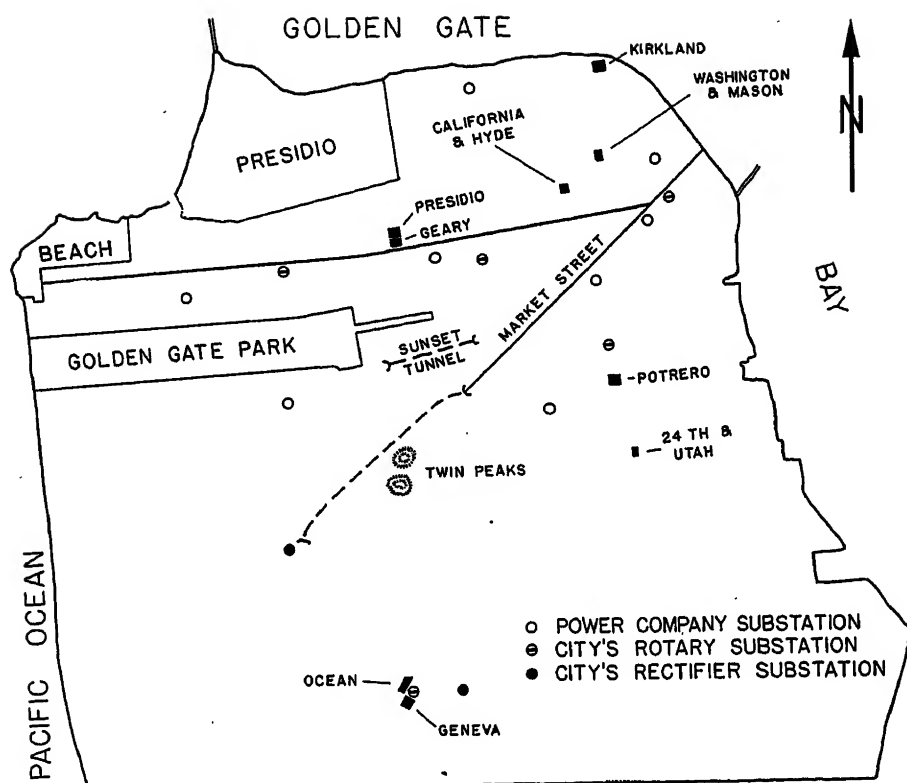 GOLDEN GATE
KIRKLAND
WASHINGTON
& MASON
CALIFORNIA
& HYDE
N
PRESIDIO
PRESIDIO
GEARY
BEACH
MARKET STREET
BAY
GOLDEN GATE PARK
SUNSET
TUNNEL
POTRERO
24 TH &
UTAH
TWIN PEAKS
PACIFIC OCEAN
POWER COMPANY SUBSTATION
CITY'S ROTARY SUBSTATION
CITY'S RECTIFIER SUBSTATION
OCEAN
GENEVA